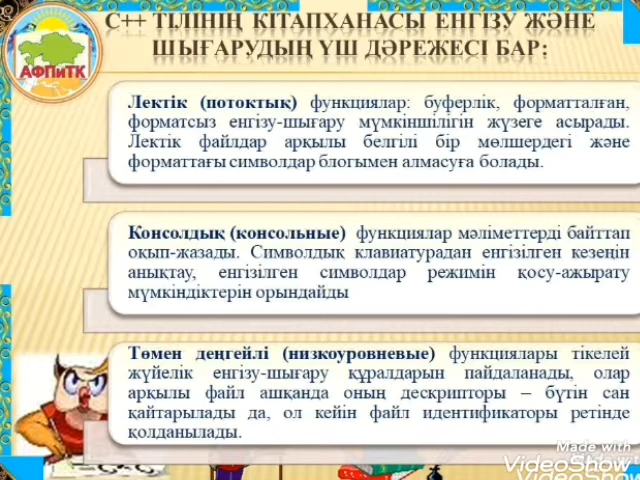 С++ ТІЛІНІҢ КІТАПХАНАСЫ ЕНГІЗУ ЖӘНЕ
ШЫҒАРУДЫҢ ҮШ ДӘРЕЖЕСІ БАР:
АФПиТК
Лектік (потоктық) функциялар: буферлік, форматталған,
форматсыз енгізу-шығару мүмкіншілігін жүзеге асырады.
Лектік файлдар арқылы белгілі бір мөлшердегі және
форматтағы символдар блогымен алмасуға болады.
Консолдық (консольные) функциялар мәліметтерді байттап
оқып-жазады. Символдық клавиатурадан енгізілген кезеңін
анықтау, енгізілген символдар режимін қосу-ажырату
мүмкіндіктерін орындайды
Төмен деңгейлі (низкоуровневые) функциялары тікелей
жүйелік енгізу-шығару құралдарын пайдаланады, олар
арқылы файл ашқанда оның дескрипторы – бүтін сан
қайтарылады да, ол кейін файл идентификаторы ретінде
қолданылады.
Made with
VideoShow